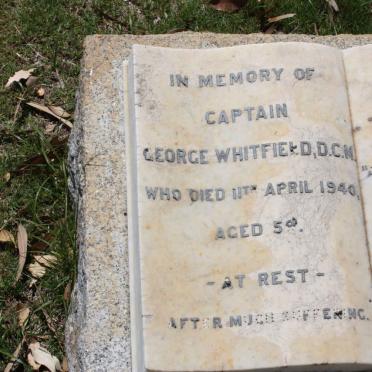 IN MEMORY OF
CAPTAIN
GEORGE WHITFIELD, D.C.M.
WHO DIED 11TH APRIL 1940,
AGED
- AT REST -
AFTER MUCH SUFFERING.